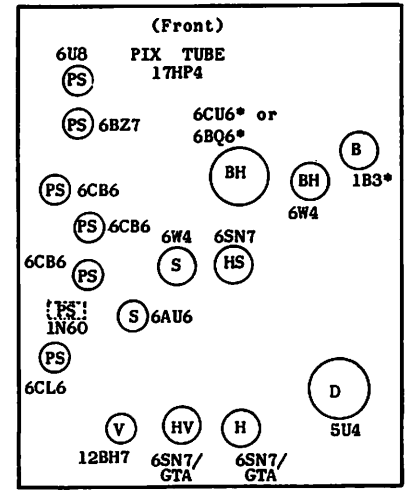 (Front)
6U8
PIX TUBE
17HP4
PS
PS 6BZ7
6CU6* or
6BQ6*
B
1B3*
BH
BH
6W4
PS 6CB6
PS 6CB6
6W4
S
6SN7
HS
6CB6
PS
PS
1N60
S 6AU6
PS
6CL6
D
5U4
V
12BH7
HV
6SN7/
GTA
H
6SN7/
GTA